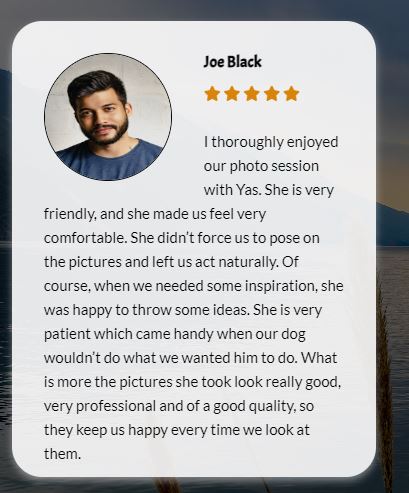 Joe Black
I thoroughly enjoyed
our photo session
with Yas. She is very
friendly, and she made us feel very
comfortable. She didn’t force us to pose on
the pictures and left us act naturally. Of
course, when we needed some inspiration, she
was happy to throw some ideas. She is very
patient which came handy when our dog
wouldn’t do what we wanted him to do. What
is more the pictures she took look really good,
very professional and of a good quality, so
they keep us happy every time we look at
them.